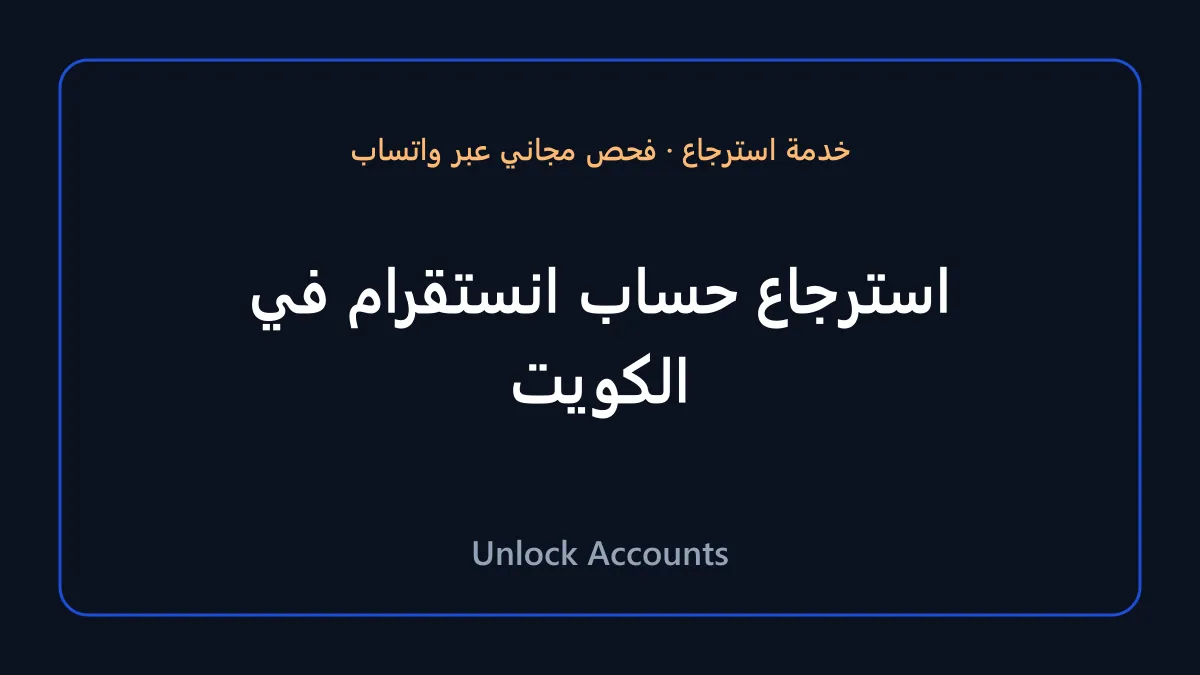 خدمة استرجاع · فحص مجاني عبر واتساب
استرجاع حساب انستقرام في
الكويت
Unlock Accounts